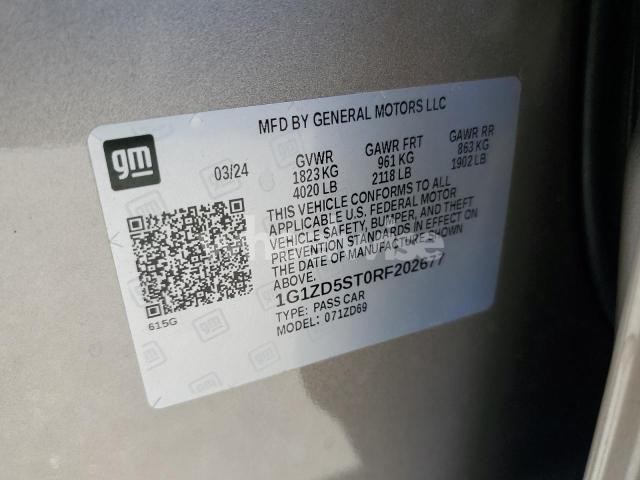 MFD BY GENERAL MOTORS LLC
gm
03/24
GVWR GAWR FRT GAWR RR
1823 KG 961 KG 863 KG
4020 LB 2118 LB 1902 LB
THIS VEHICLE CONFORMS TO ALL
APPLICABLE U.S. FEDERAL MOTOR
VEHICLE SAFETY, BUMPER, AND THEFT
PREVENTION STANDARDS IN EFFECT ON
THE DATE OF MANUFACTURE SHOWN
ABOVE.
1G1ZD5ST0RF202677
TYPE: PASS CAR
MODEL: 071ZD69
615G